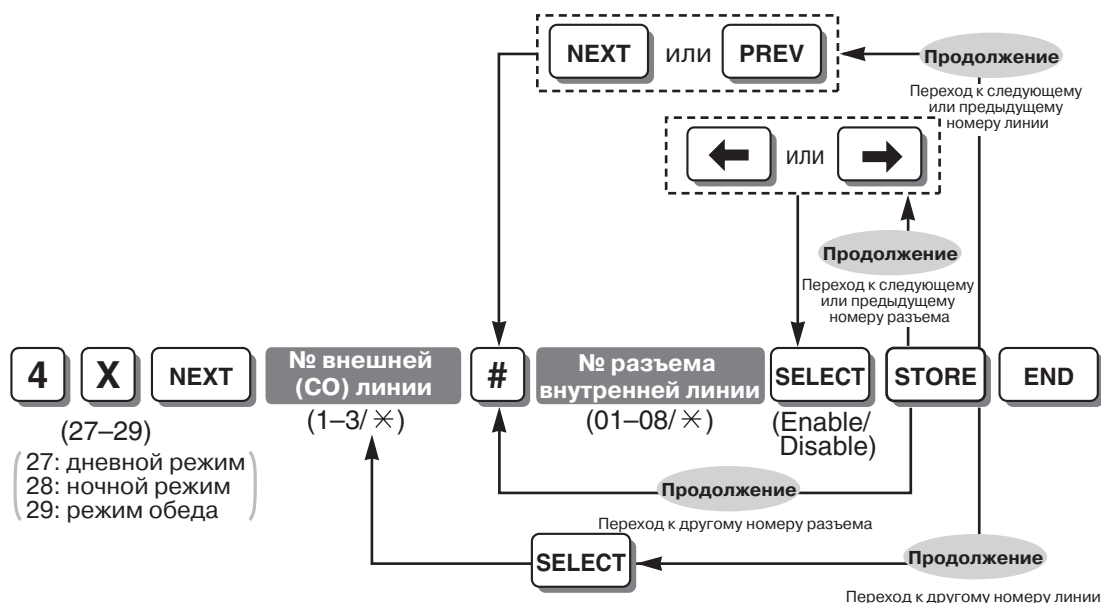 NEXT или PREV
Продолжение
Переход к следующему
или предыдущему
номеру линии
← или →
Продолжение
Переход к следующему
или предыдущему
номеру разъема
4 X NEXT
№ внешней
(CO) линии
#
№ разъема
внутренней линии
SELECT STORE END
(27–29)
(1–3/✳)
(01–08/✳)
(Enable/
Disable)
27: дневной режим
28: ночной режим
29: режим обеда
Продолжение
Переход к другому номеру разъема
SELECT
Продолжение
Переход к другому номеру линии